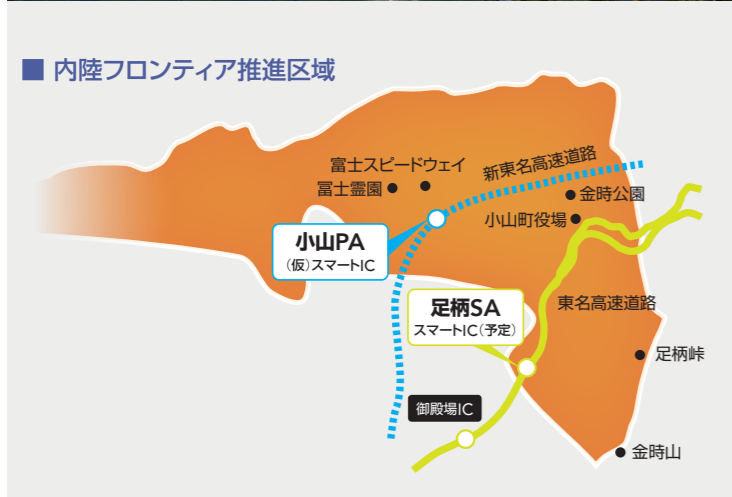 ■ 内陸フロンティア推進区域
新東名高速道路
富士スピードウェイ
冨士霊園
金時公園
小山町役場
小山PA
（仮）スマートIC
足柄SA
スマートIC（予定）
東名高速道路
足柄峠
御殿場IC
金時山